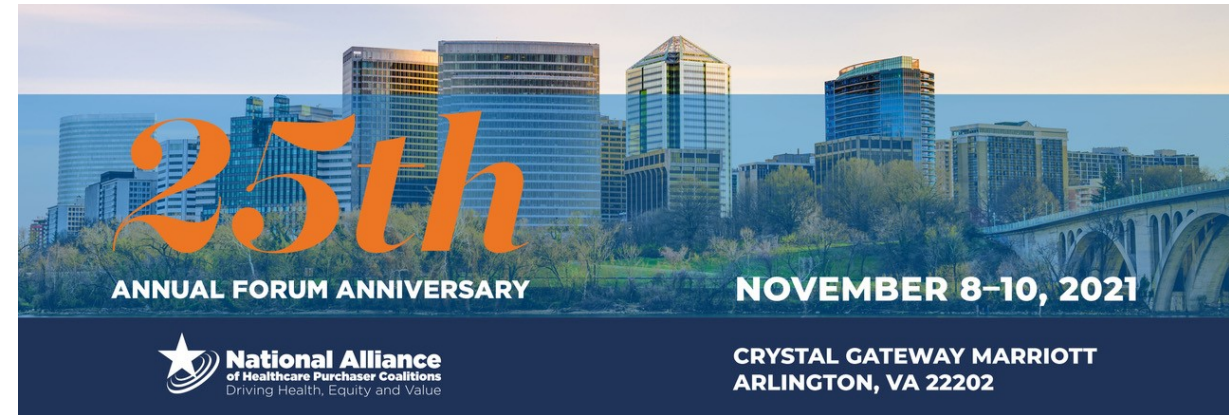 25th
ANNUAL FORUM ANNIVERSARY
NOVEMBER 8–10, 2021
National Alliance
of Healthcare Purchaser Coalitions
Driving Health, Equity and Value
CRYSTAL GATEWAY MARRIOTT
ARLINGTON, VA 22202